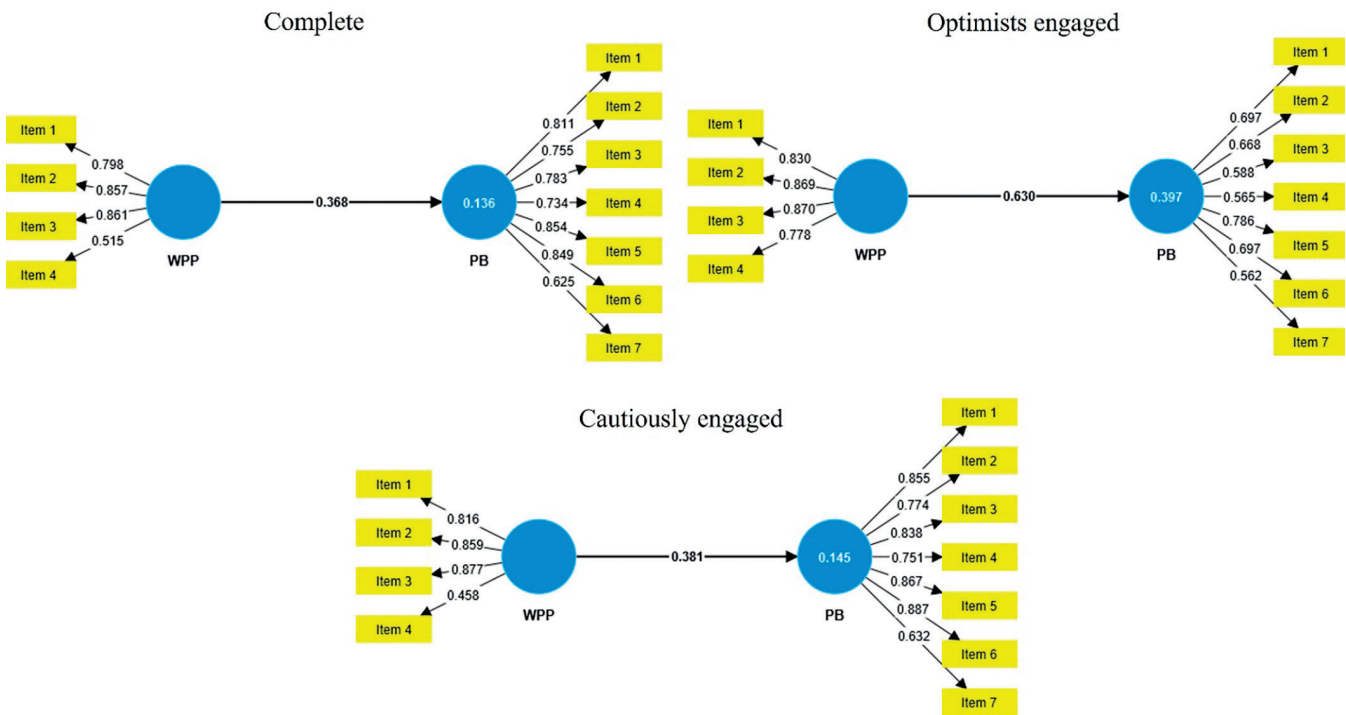 Complete
Item 1
Item 2
Item 3
Item 4
0.798
0.857
0.861
0.515
WPP
0.368
0.136
PB
0.811
0.755
0.783
0.734
0.854
0.849
0.625
Item 1
Item 2
Item 3
Item 4
Item 5
Item 6
Item 7
Optimists engaged
Item 1
Item 2
Item 3
Item 4
0.830
0.869
0.870
0.778
WPP
0.630
0.397
PB
0.697
0.668
0.588
0.565
0.786
0.697
0.562
Item 1
Item 2
Item 3
Item 4
Item 5
Item 6
Item 7
Cautiously engaged
Item 1
Item 2
Item 3
Item 4
0.816
0.859
0.877
0.458
WPP
0.381
0.145
PB
0.855
0.774
0.838
0.751
0.867
0.887
0.632
Item 1
Item 2
Item 3
Item 4
Item 5
Item 6
Item 7